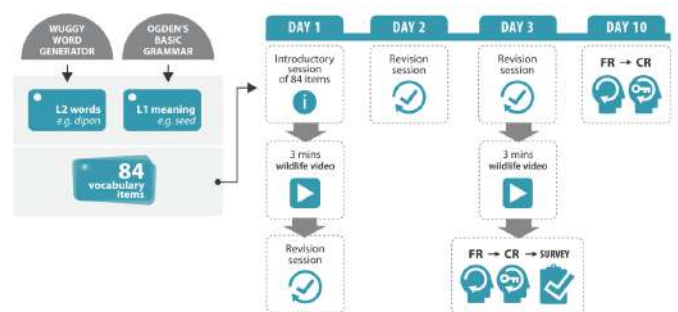 WUGGY
WORD
GENERATOR
OGDEN'S
BASIC
GRAMMAR
L2 words
e.g. dipon
L1 meaning
e.g. seed
84
vocabulary
items
DAY 1
Introductory
session
of 84 items
i
3 mins
wildlife video
Revision
session
DAY 2
Revision
session
DAY 3
Revision
session
3 mins
wildlife video
FR → CR → SURVEY
DAY 10
FR → CR